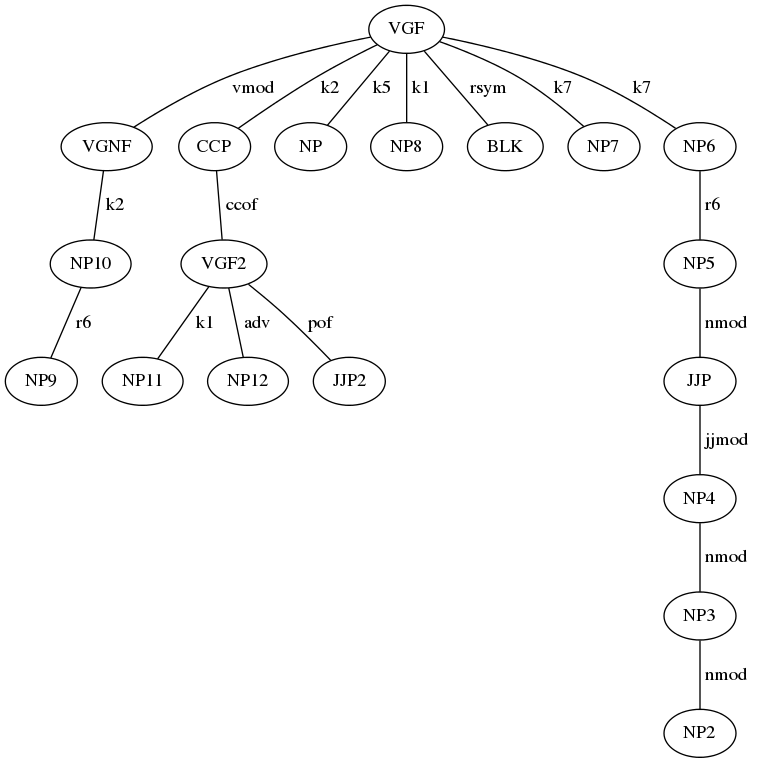 VGF
vmod k2 k5 k1 rsym k7 k7
VGNF CCP NP NP8 BLK NP7 NP6
k2 ccof r6
NP10 VGF2 NP5
r6 k1 adv pof nmod
NP9 NP11 NP12 JJP2 JJP
jjmod
NP4
nmod
NP3
nmod
NP2